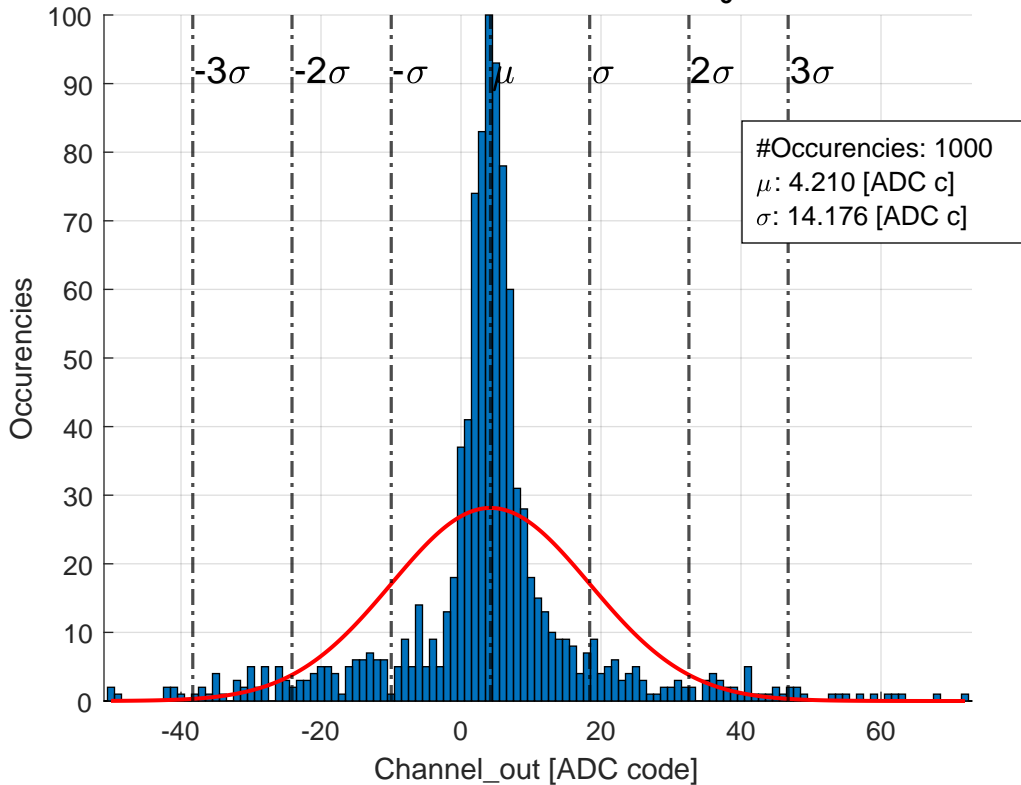 100
90
80
70
60
50
40
30
20
10
0
Occurencies
-3σ
-2σ
-σ
μ
σ
2σ
3σ
#Occurencies: 1000
μ: 4.210 [ADC c]
σ: 14.176 [ADC c]
-40
-20
0
20
40
60
Channel_out [ADC code]